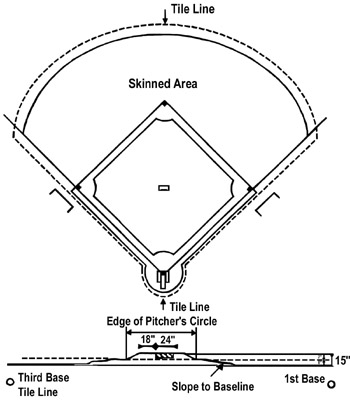 Tile Line
Skinned Area
Tile Line
Edge of Pitcher's Circle
18" 24"
15"
Third Base
Tile Line
Slope to Baseline
1st Base